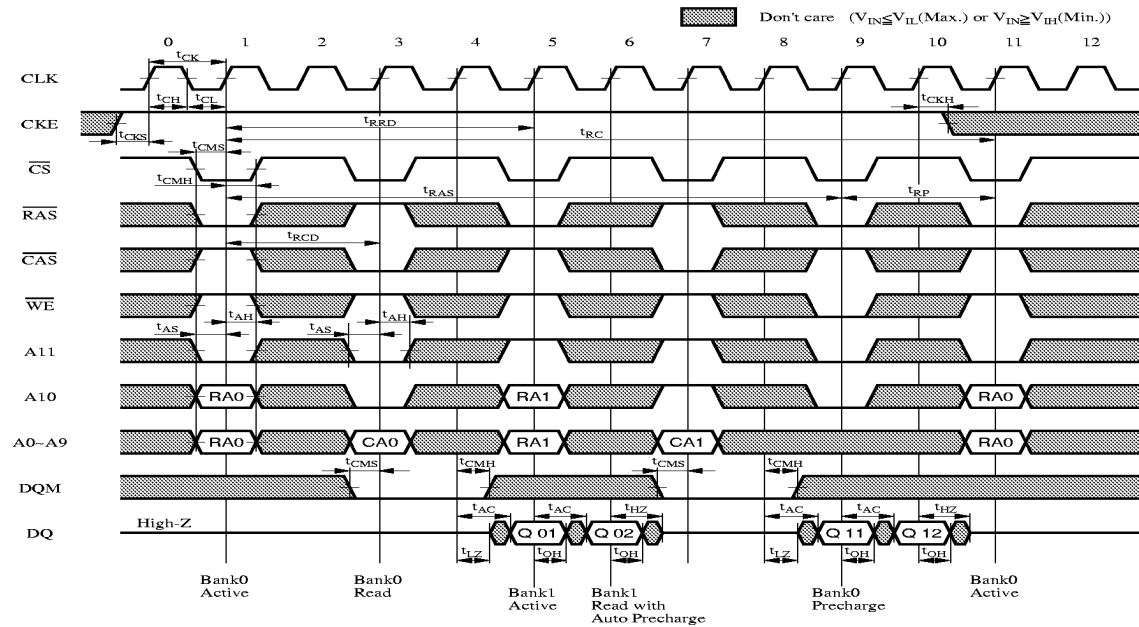 Don't care (VIN≦VIL(Max.) or VIN≧VIH(Min.))
0 1 2 3 4 5 6 7 8 9 10 11 12
tCK
CLK
tCH tCL
tCKH
CKE
tCKS
tRRD
tRC
tCMS
CS
tCMH
tRAS
tRP
RAS
tRCD
CAS
WE
tAS tAH tAS tAH
A11
A10 RA0 RA1 RA0
A0~A9 RA0 CA0 RA1 CA1 RA0
tCMS tCMH tCMS tCMH
DQM
tAC tAC tHZ tAC tAC tHZ
DQ High-Z Q 01 Q 02 Q 11 Q 12
tLZ tOH tOH tLZ tOH tOH
Bank0
Active
Bank0
Read
Bank1
Active
Bank1
Read with
Auto Precharge
Bank0
Precharge
Bank0
Active